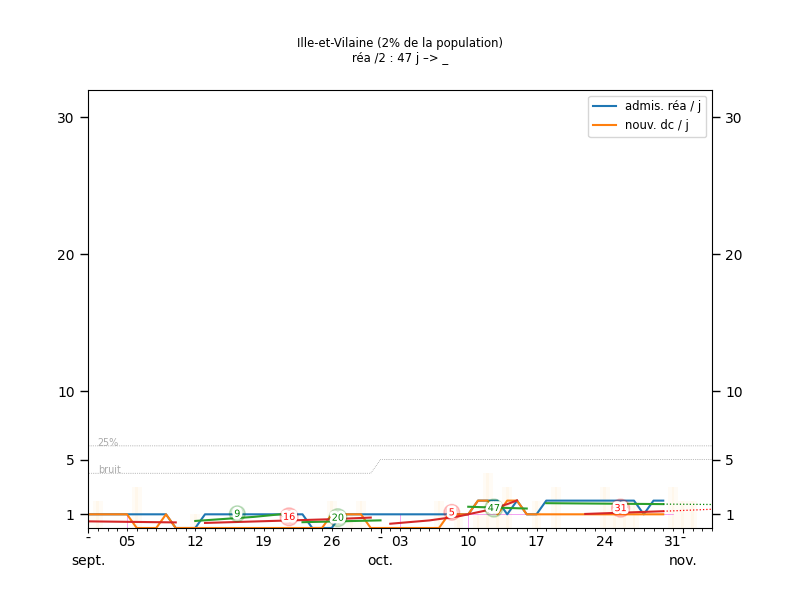 Ille-et-Vilaine (2% de la population)
réa /2 : 47 j –> _
admis. réa / j
nouv. dc / j
30 30
20 20
10 10
25%
5 5
bruit
9 16 20 5 47 31
1 1
- 05 12 19 26 - 03 10 17 24 31 -
sept. oct. nov.